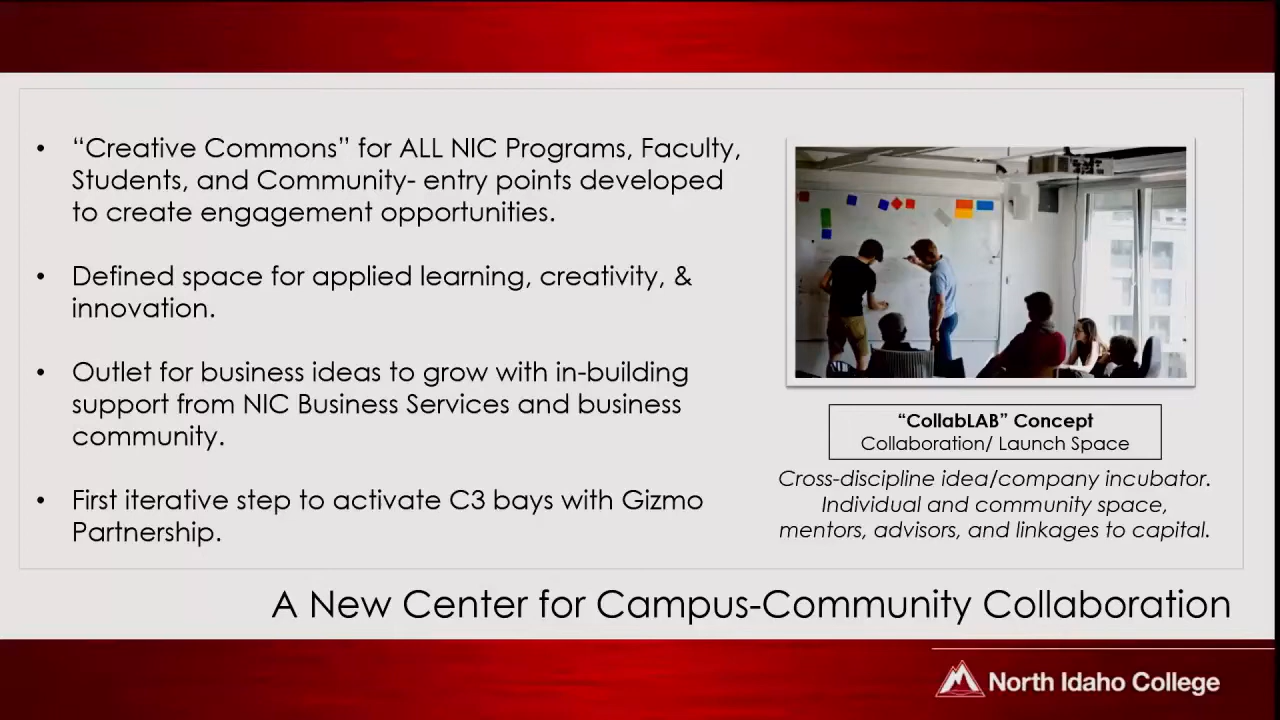 “Creative Commons” for ALL NIC Programs, Faculty,
Students, and Community- entry points developed
to create engagement opportunities.
Defined space for applied learning, creativity, &
innovation.
Outlet for business ideas to grow with in-building
support from NIC Business Services and business
community.
First iterative step to activate C3 bays with Gizmo
Partnership.
“CollabLAB” Concept
Collaboration/ Launch Space
Cross-discipline idea/company incubator.
Individual and community space,
mentors, advisors, and linkages to capital.
A New Center for Campus-Community Collaboration
North Idaho College